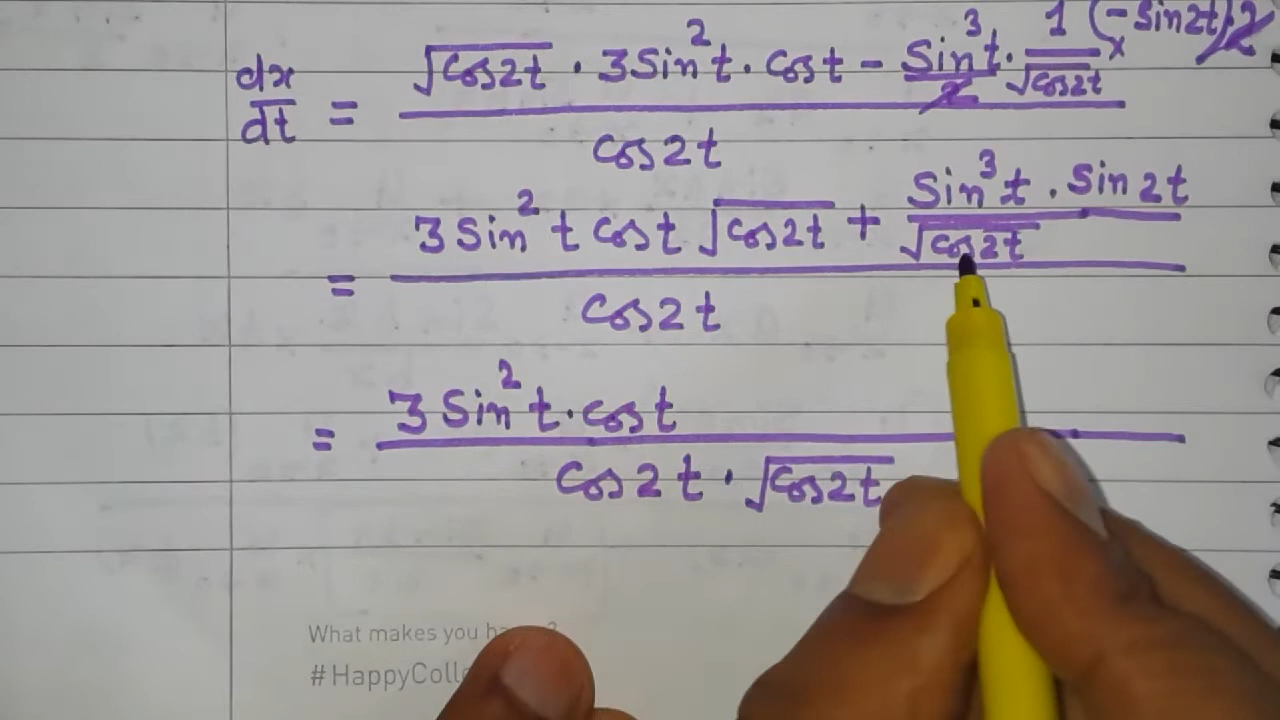 dx/dt = (√cos2t · 3Sin²t · cost − Sin³t/2 · 1/√cos2t × (−Sin2t)·2) / cos2t
= (3Sin²t cost √cos2t + Sin³t · Sin2t/√cos2t) / cos2t
= 3Sin²t · cost / cos2t · √cos2t
What makes you
#HappyColl